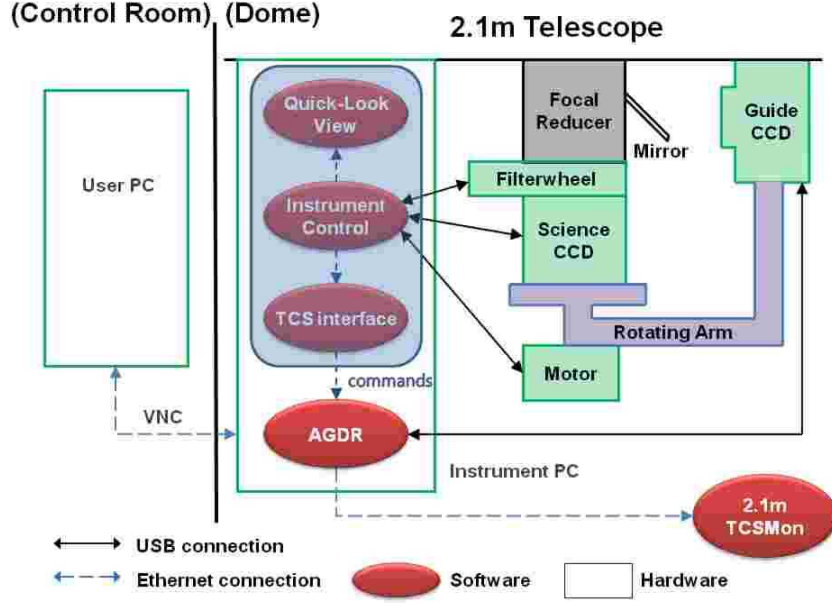 (Control Room)
(Dome)
2.1m Telescope
User PC
Quick-Look
View
Instrument
Control
TCS interface
commands
AGDR
VNC
Instrument PC
Focal
Reducer
Mirror
Guide
CCD
Filterwheel
Science
CCD
Rotating Arm
Motor
2.1m
TCSMon
USB connection
Ethernet connection
Software
Hardware